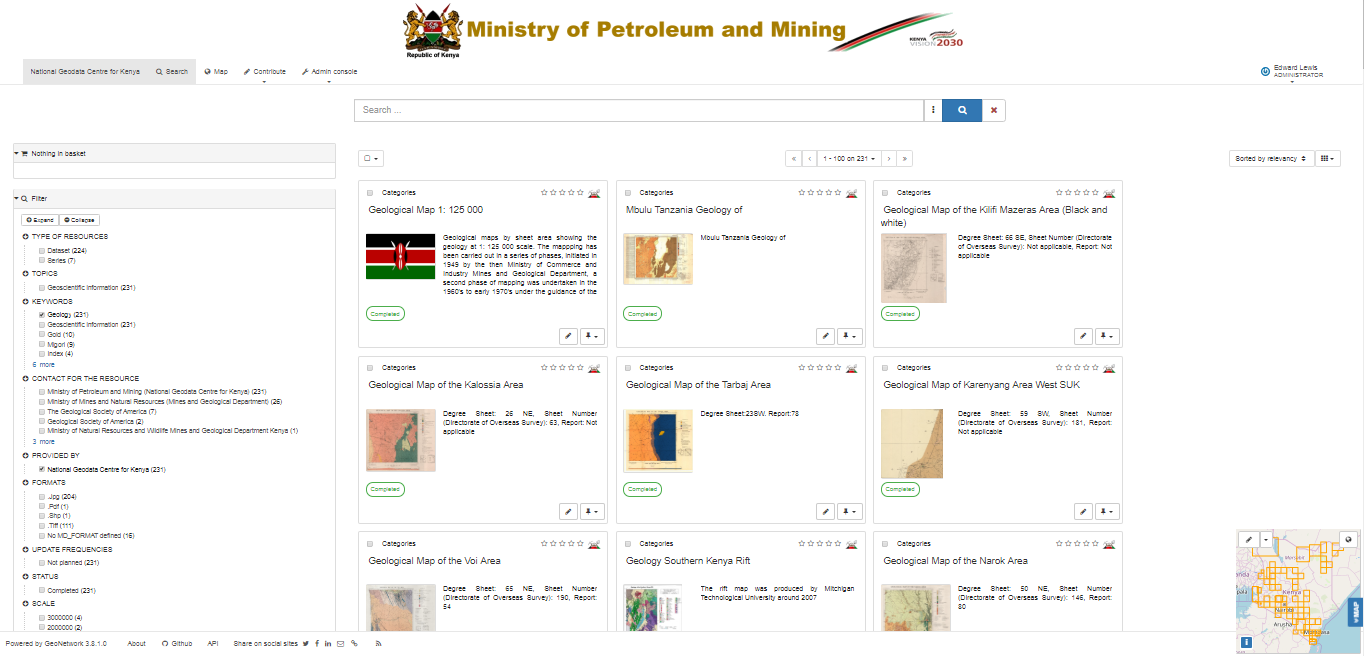 Ministry of Petroleum and Mining
Republic of Kenya
KENYA
VISION 2030
National Geodata Centre for Kenya
Search
Map
Contribute
Admin console
Edward Lewis
ADMINISTRATOR
Search ...
Nothing in basket
1 - 100 on 231
Sorted by relevancy
Filter
Expand
Collapse
TYPE OF RESOURCES
Dataset (224)
Series (7)
TOPICS
Geoscientific information (231)
KEYWORDS
Geology (231)
Geoscientific Information (231)
Gold (10)
Migori (9)
Index (4)
6 more
CONTACT FOR THE RESOURCE
Ministry of Petroleum and Mining (National Geodata Centre for Kenya) (231)
Ministry of Mines and Natural Resources (Mines and Geological Department) (26)
The Geological Society of America (7)
Geological Society of America (2)
Ministry of Natural Resources and Wildlife Mines and Geological Department Kenya (1)
3 more
PROVIDED BY
National Geodata Centre for Kenya (231)
FORMATS
.Jpg (204)
.Pdf (1)
.Shp (1)
.Tiff (111)
No MD_FORMAT defined (16)
UPDATE FREQUENCIES
Not planned (231)
STATUS
Completed (231)
SCALE
3000000 (4)
2000000 (2)
Categories
Geological Map 1: 125 000
Geological maps by sheet area showing the
geology at 1: 125 000 scale. The mappping has
been carried out in a series of phases, initiated in
1949 by the then Ministry of Commerce and
Industry Mines and Geological Department, a
second phase of mapping was undertaken in the
1960's to early 1970's under the guidance of the
Completed
Categories
Mbulu Tanzania Geology of
Mbulu Tanzania Geology of
Completed
Categories
Geological Map of the Kilifi Mazeras Area (Black and
white)
Degree Sheet: 66 SE, Sheet Number (Directorate
of Overseas Survey): Not applicable, Report: Not
applicable
Completed
Categories
Geological Map of the Kalossia Area
Degree Sheet: 26 NE, Sheet Number
(Directorate of Overseas Survey): 63, Report: Not
applicable
Completed
Categories
Geological Map of the Tarbaj Area
Degree Sheet:23SW. Report:78
Completed
Categories
Geological Map of Karenyang Area West SUK
Degree Sheet: 59 SW, Sheet Number
(Directorate of Overseas Survey): 181, Report:
Not applicable
Completed
Categories
Geological Map of the Voi Area
Degree Sheet: 65 NE, Sheet Number
(Directorate of Overseas Survey): 190, Report:
54
Categories
Geology Southern Kenya Rift
The rift map was produced by Mitchigan
Technological University around 2007
Categories
Geological Map of the Narok Area
Degree Sheet: 50 NE, Sheet Number
(Directorate of Overseas Survey): 146, Report:
80
Marsabit
Kenya
Arusha
MAP
Powered by GeoNetwork 3.8.1.0
About
Github
API
Share on social sites